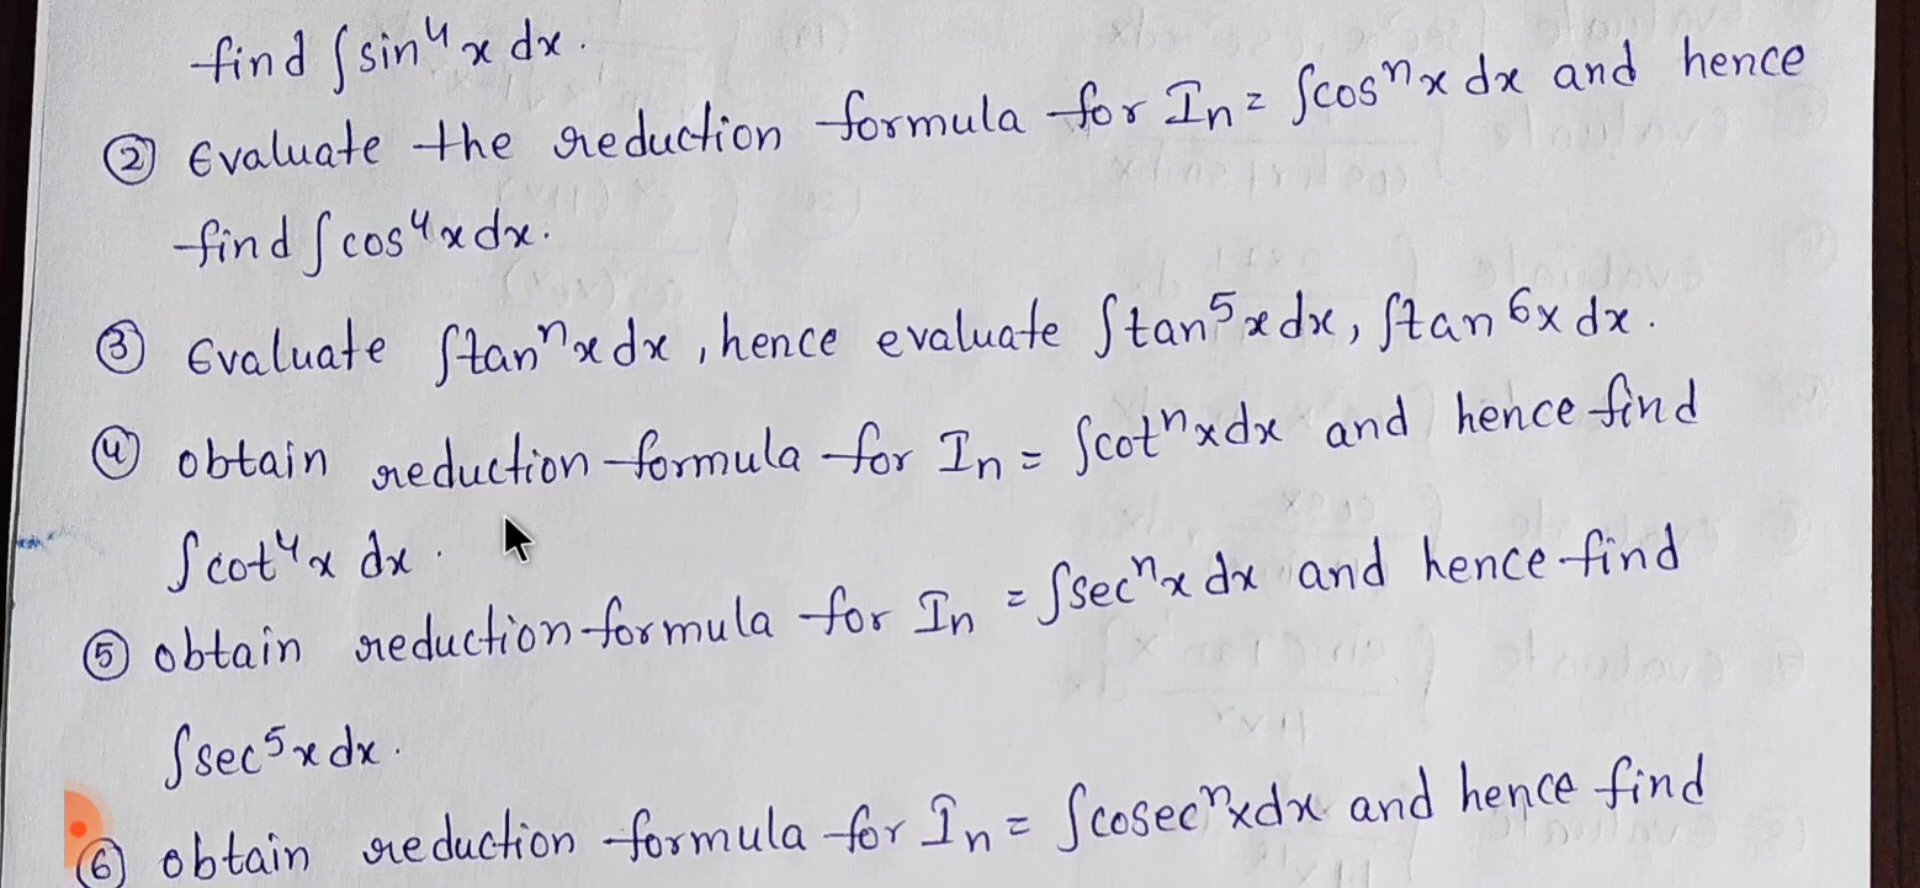 find ∫sin⁴x dx.
② Evaluate the reduction formula for In = ∫cosⁿx dx and hence
find ∫cos⁴x dx.
③ Evaluate ∫tanⁿx dx, hence evaluate ∫tan⁵x dx, ∫tan⁶x dx.
④ obtain reduction formula for In = ∫cotⁿx dx and hence find
∫cot⁴x dx.
⑤ obtain reduction formula for In = ∫secⁿx dx and hence find
∫sec⁵x dx.
⑥ obtain reduction formula for In = ∫cosecⁿx dx and hence find